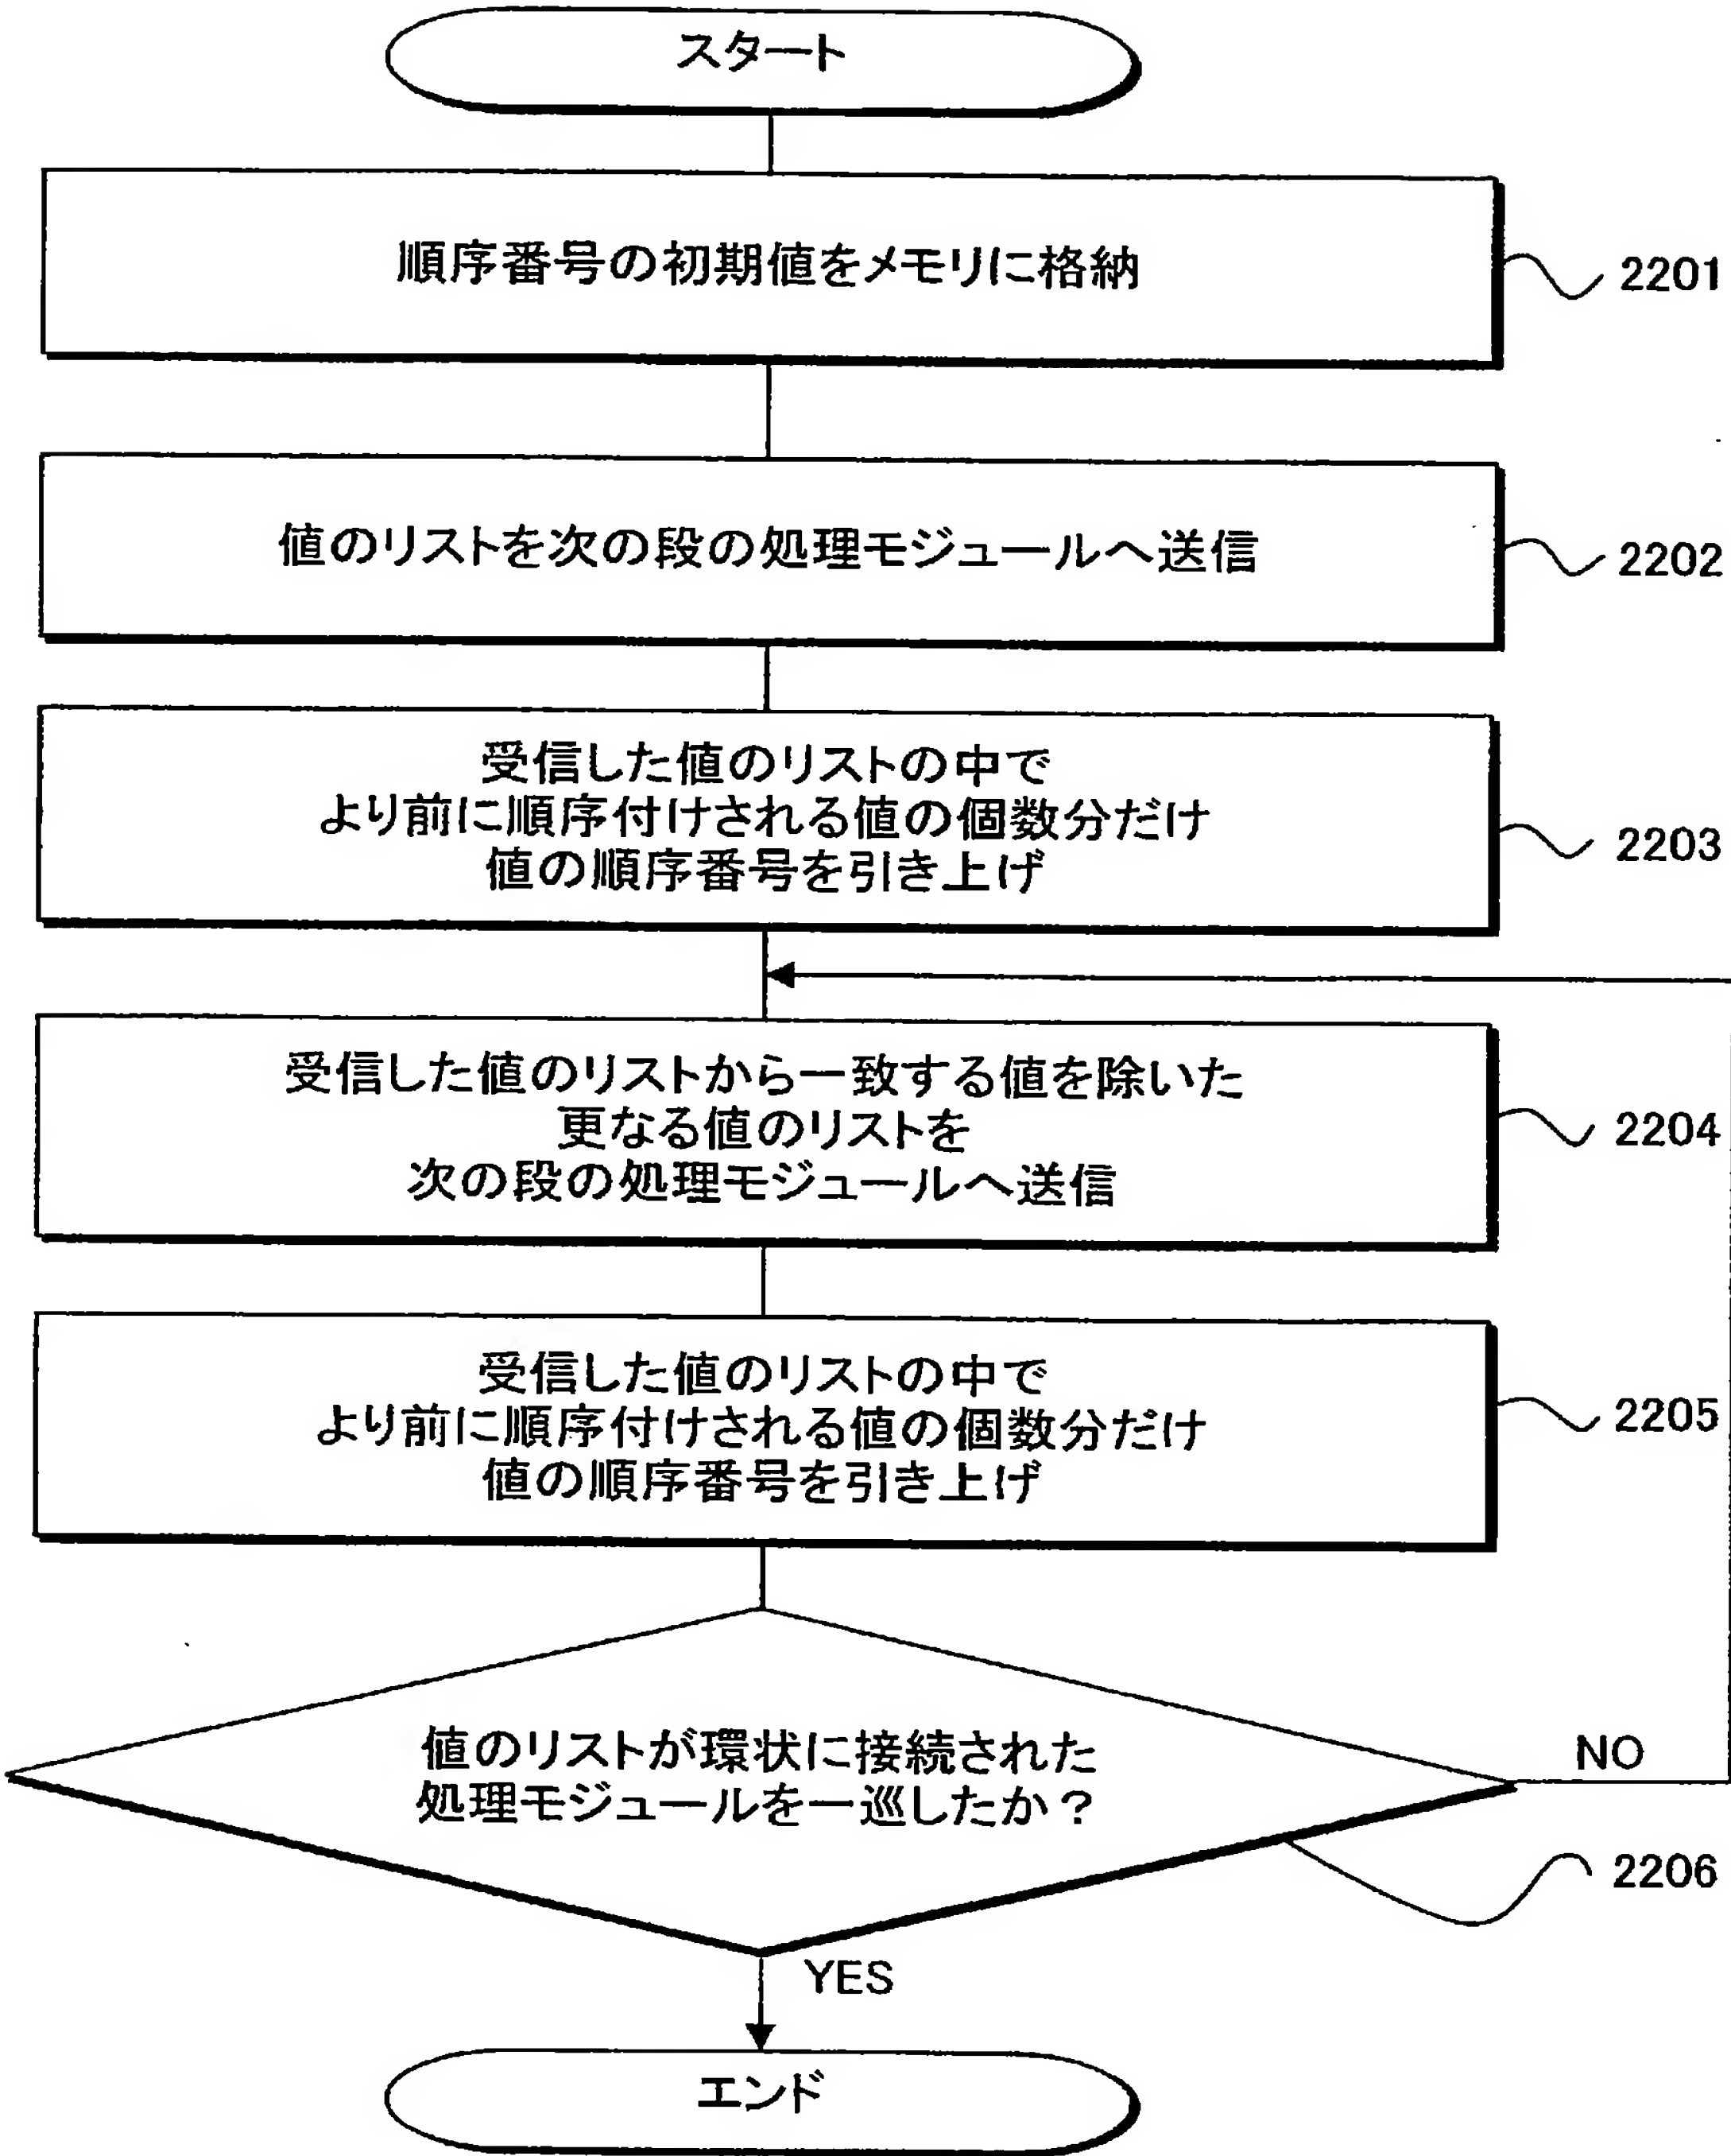 スタート
順序番号の初期値をメモリに格納
2201
値のリストを次の段の処理モジュールへ送信
2202
受信した値のリストの中で
より前に順序付けされる値の個数分だけ
値の順序番号を引き上げ
2203
受信した値のリストから一致する値を除いた
更なる値のリストを
次の段の処理モジュールへ送信
2204
受信した値のリストの中で
より前に順序付けされる値の個数分だけ
値の順序番号を引き上げ
2205
値のリストが環状に接続された
処理モジュールを一巡したか？
NO
2206
YES
エンド